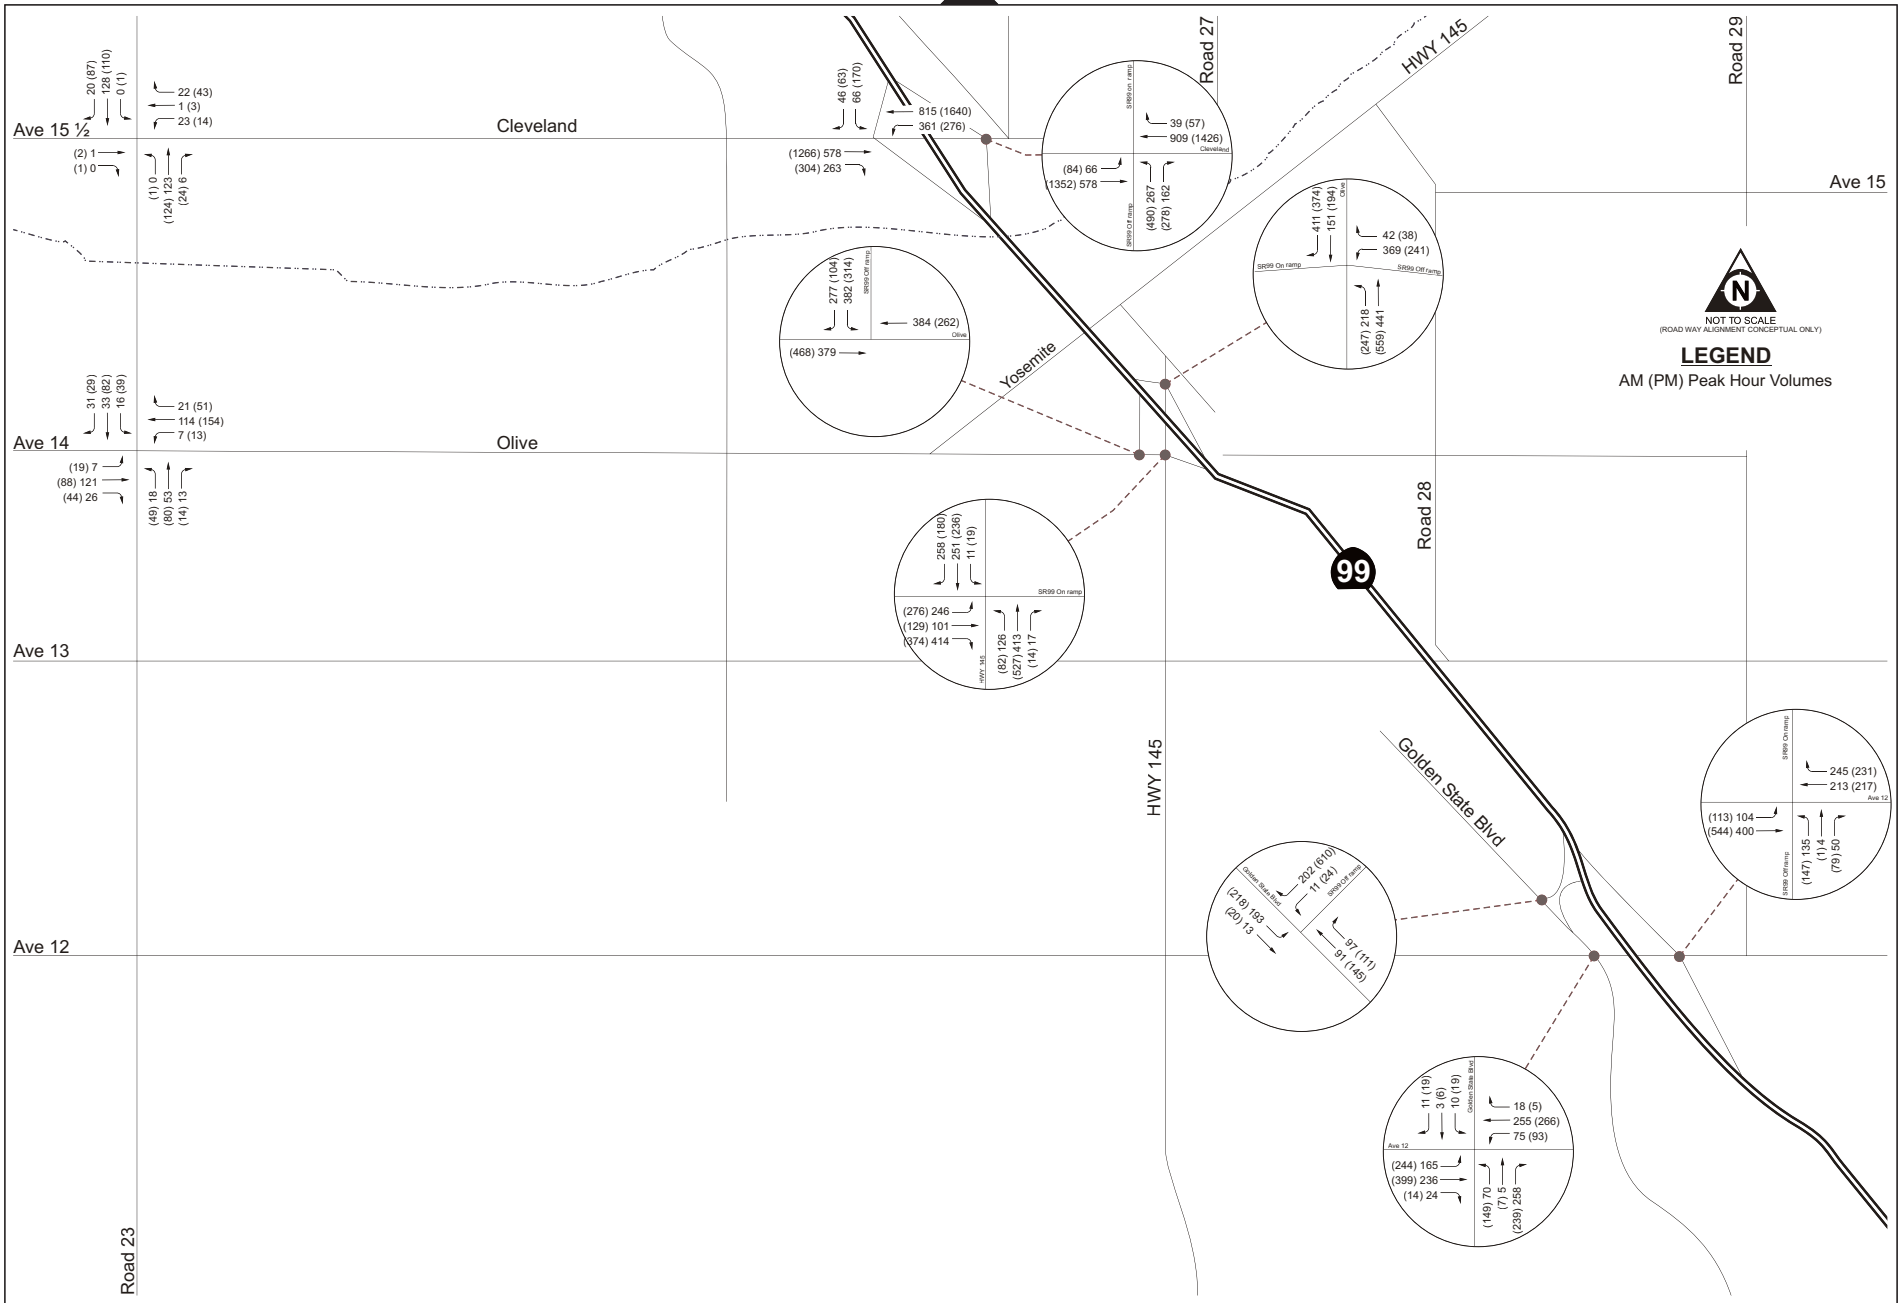 Road 27
HWY 145
Road 29
20 (87)
128 (110)
0 (1)
22 (43)
1 (3)
23 (14)
Ave 15 ½
Cleveland
(2) 1
(1) 0
(1) 0
(124) 123
(24) 6
46 (63)
66 (170)
815 (1640)
361 (276)
(1266) 578
(304) 263
SR99 on ramp
39 (57)
909 (1426)
Cleveland
(84) 66
(1352) 578
SR99 Off ramp
(490) 267
(278) 162
411 (374)
151 (194)
Olive
42 (38)
369 (241)
SR99 On ramp
SR99 Off ramp
(247) 218
(559) 441
Ave 15
N
NOT TO SCALE
(ROAD WAY ALIGNMENT CONCEPTUAL ONLY)
LEGEND
AM (PM) Peak Hour Volumes
277 (104)
382 (314)
SR99 Off ramp
384 (262)
Olive
(468) 379
Yosemite
31 (29)
33 (82)
16 (39)
21 (51)
114 (154)
7 (13)
Ave 14
Olive
(19) 7
(88) 121
(44) 26
(49) 18
(80) 53
(14) 13
Road 28
258 (180)
251 (236)
11 (19)
SR99 On ramp
(276) 246
(129) 101
(374) 414
HWY 145
(82) 126
(527) 413
(14) 17
99
Ave 13
HWY 145
Golden State Blvd
SR99 On ramp
245 (231)
213 (217)
Ave 12
(113) 104
(544) 400
SR99 Off ramp
(147) 135
(1) 4
(79) 50
Golden State Blvd
202 (610)
11 (24)
SR99 Off ramp
(218) 193
(20) 13
97 (111)
91 (145)
Ave 12
11 (19)
3 (6)
10 (19)
Golden State Blvd
18 (5)
255 (266)
75 (93)
Ave 12
(244) 165
(399) 236
(14) 24
(149) 70
(7) 5
(239) 258
Road 23